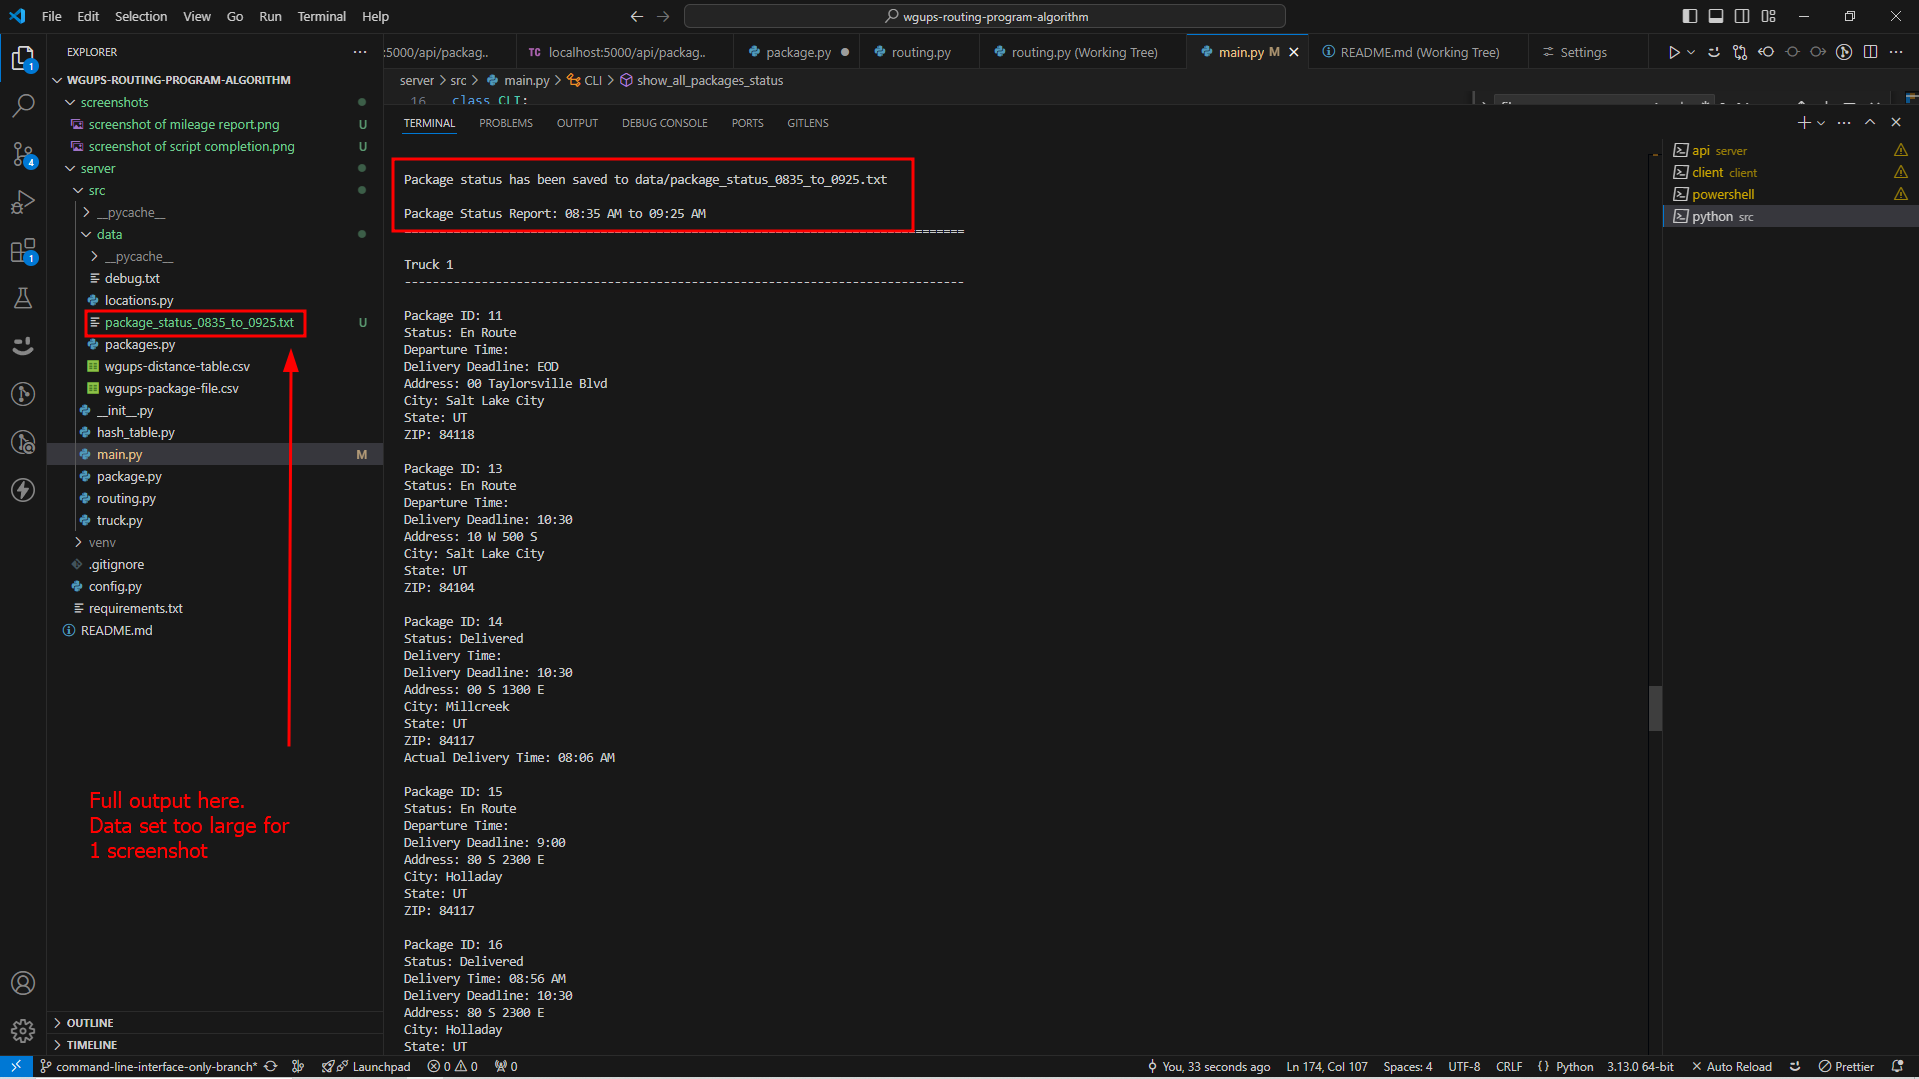 File Edit Selection View Go Run Terminal Help
wgups-routing-program-algorithm
EXPLORER
WGUPS-ROUTING-PROGRAM-ALGORITHM
screenshots
screenshot of mileage report.png U
screenshot of script completion.png U
server
src
__pycache__
data
__pycache__
debug.txt
locations.py
package_status_0835_to_0925.txt U
packages.py
wgups-distance-table.csv
wgups-package-file.csv
__init__.py
hash_table.py
main.py M
package.py
routing.py
truck.py
venv
.gitignore
config.py
requirements.txt
README.md
Full output here.
Data set too large for
1 screenshot
OUTLINE
TIMELINE
:5000/api/packag.. TC localhost:5000/api/packag.. package.py routing.py routing.py (Working Tree) main.py M README.md (Working Tree) Settings
server > src > main.py > CLI > show_all_packages_status
16 class CLI:
TERMINAL PROBLEMS OUTPUT DEBUG CONSOLE PORTS GITLENS
Package status has been saved to data/package_status_0835_to_0925.txt
Package Status Report: 08:35 AM to 09:25 AM
================================================================================
Truck 1
--------------------------------------------------------------------------------
Package ID: 11
Status: En Route
Departure Time:
Delivery Deadline: EOD
Address: 00 Taylorsville Blvd
City: Salt Lake City
State: UT
ZIP: 84118
Package ID: 13
Status: En Route
Departure Time:
Delivery Deadline: 10:30
Address: 10 W 500 S
City: Salt Lake City
State: UT
ZIP: 84104
Package ID: 14
Status: Delivered
Delivery Time:
Delivery Deadline: 10:30
Address: 00 S 1300 E
City: Millcreek
State: UT
ZIP: 84117
Actual Delivery Time: 08:06 AM
Package ID: 15
Status: En Route
Departure Time:
Delivery Deadline: 9:00
Address: 80 S 2300 E
City: Holladay
State: UT
ZIP: 84117
Package ID: 16
Status: Delivered
Delivery Time: 08:56 AM
Delivery Deadline: 10:30
Address: 80 S 2300 E
City: Holladay
State: UT
api server
client client
powershell
python src
1
4
1
command-line-interface-only-branch* Launchpad 0 0 0 You, 33 seconds ago Ln 174, Col 107 Spaces: 4 UTF-8 CRLF { } Python 3.13.0 64-bit Auto Reload Prettier